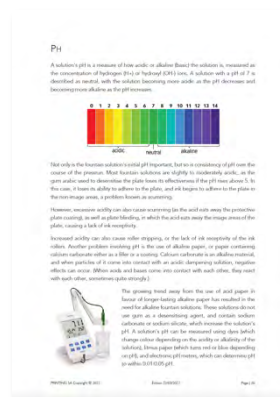 PH
A solution's pH is a measure of how acidic or alkaline (basic) the solution is, measured as
the concentration of hydrogen (H+) or hydroxyl (OH-) ions. A solution with a pH of 7 is
described as neutral, with the solution becoming more acidic as the pH decreases and
becoming more alkaline as the pH increases.
0 1 2 3 4 5 6 7 8 9 10 11 12 13 14
acidic neutral alkaline
Not only is the fountain solution's initial pH important, but so is consistency of pH over the
course of the pressrun. Most fountain solutions are slightly to moderately acidic, as the
gum arabic used to desensitise the plate loses its effectiveness if the pH rises above 5. In
this case, it loses its ability to adhere to the plate, and ink begins to adhere to the plate in
the non-image areas, a problem known as scumming.
However, excessive acidity can also cause scumming (as the acid eats away the protective
plate coating), as well as plate blinding, in which the acid eats away the image areas of the
plate, causing a lack of ink receptivity.
Increased acidity can also cause roller stripping, or the lack of receptivity of the ink
rollers. Another problem involving pH is the use of alkaline paper, or paper containing
calcium carbonate either as a filler or a coating. Calcium carbonate is an alkaline material,
and when particles of it come into contact with an acidic dampening solution, negative
effects can occur. (When acids and bases come into contact with each other, they react
with each other, sometimes quite strongly.)
The growing trend away from the use of acid paper in
favour of longer-lasting alkaline paper has resulted in the
need for alkaline fountain solutions. These solutions do not
use gum as a desensitising agent, and contain sodium
carbonate or sodium silicate, which increase the solution's
pH. A solution's pH can be measured using dyes (which
change colour depending on the acidity or alkalinity of the
solution), litmus paper (which turns red or blue depending
on pH), and electronic pH meters, which can determine pH
to within 0.01-0.05 pH.
PRINTING SA Copyright © 2021
Page | 28